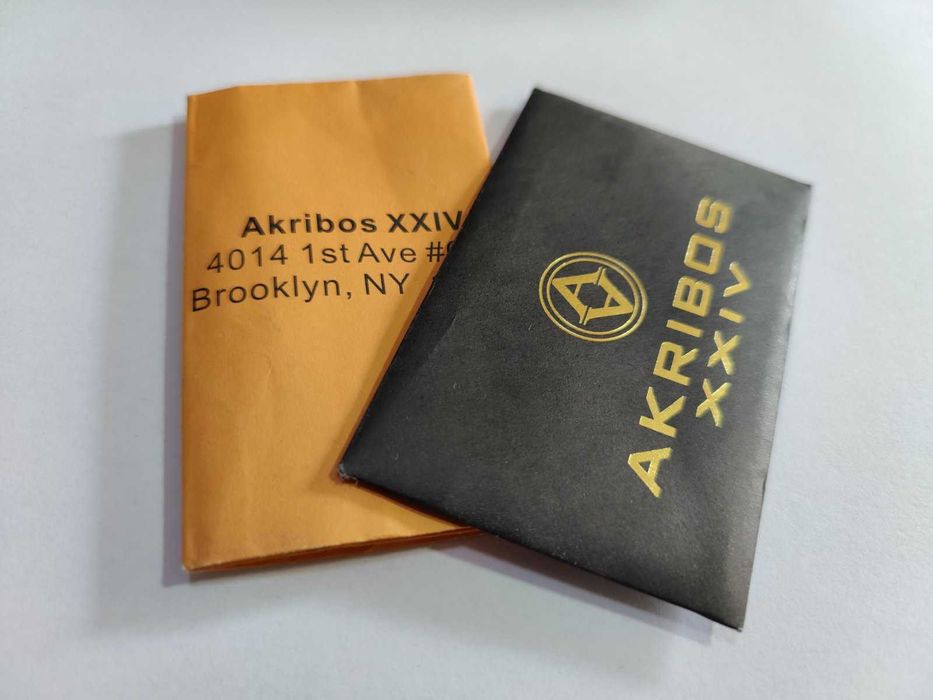 Akribos XXIV
4014 1st Ave #
Brooklyn, NY
AKRIBOS
XXIV